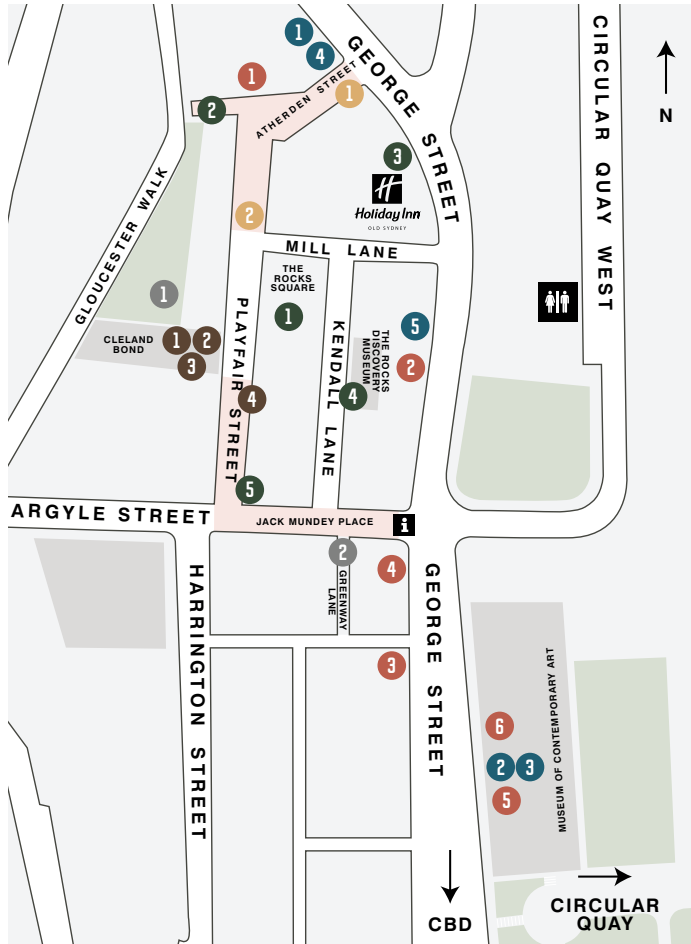 1
4
GEORGE STREET
CIRCULAR QUAY WEST
N
1
ATHERDEN STREET
1
2
3
Holiday Inn
OLD SYDNEY
GLOUCESTER WALK
2
MILL LANE
THE
ROCKS
SQUARE
1
1
CLELAND
BOND
1
2
3
PLAYFAIR STREET
KENDALL LANE
THE ROCKS
DISCOVERY
MUSEUM
5
2
4
4
5
ARGYLE STREET
JACK MUNDEY PLACE
i
2
GREENWAY
LANE
4
HARRINGTON STREET
GEORGE STREET
3
6
2
3
5
MUSEUM OF CONTEMPORARY ART
CBD
CIRCULAR
QUAY